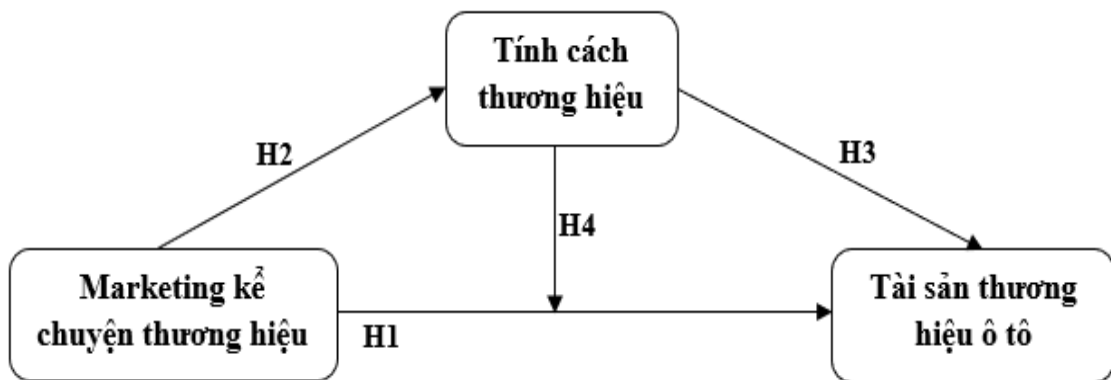 Tính cách
thương hiệu
H2
H3
H4
Marketing kể
chuyện thương hiệu
H1
Tài sản thương
hiệu ô tô